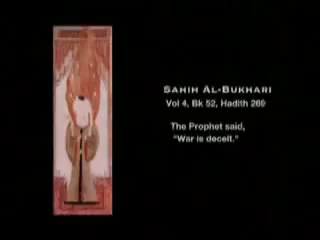 SAHIH AL-BUKHARI
Vol 4, Bk 52, Hadith 269
The Prophet said,
"War is deceit."